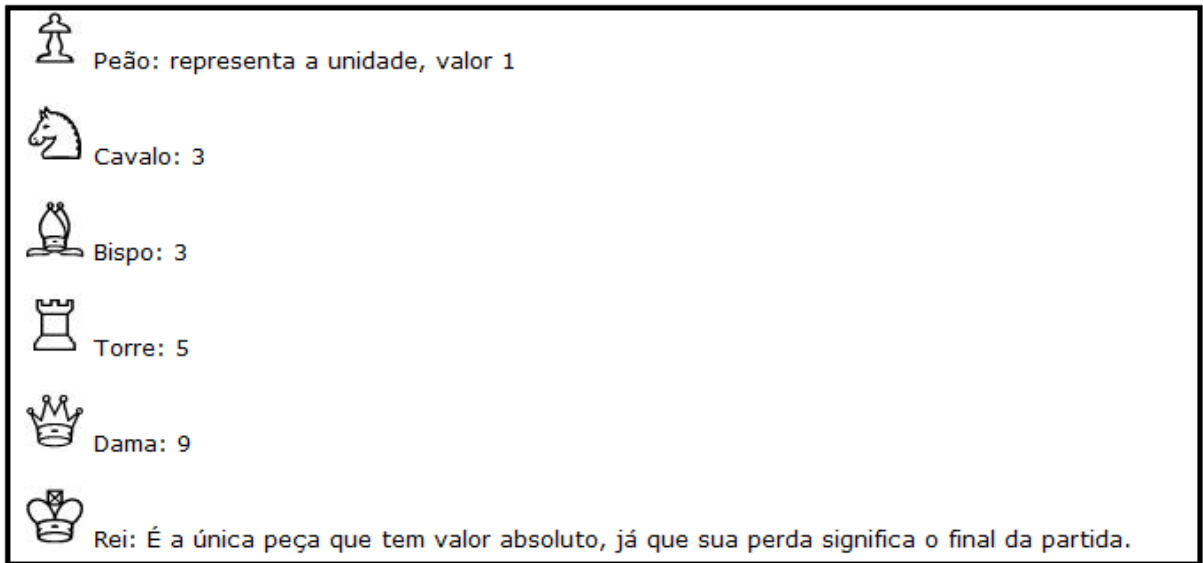 Peão: representa a unidade, valor 1
Cavalo: 3
Bispo: 3
Torre: 5
Dama: 9
Rei: É a única peça que tem valor absoluto, já que sua perda significa o final da partida.